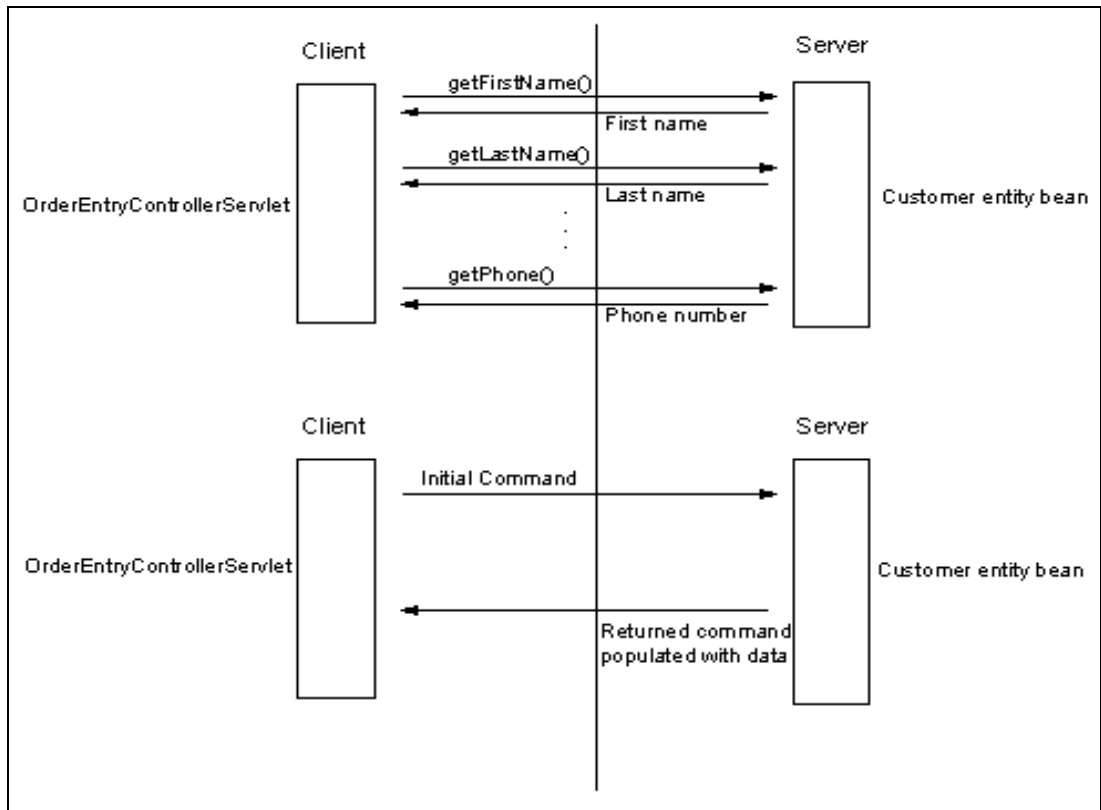 Client
Server
getFirstName()
First name
getLastName()
Last name
OrderEntryControllerServlet
Customer entity bean
.
.
.
getPhone()
Phone number
Client
Server
Initial Command
OrderEntryControllerServlet
Customer entity bean
Returned command
populated with data